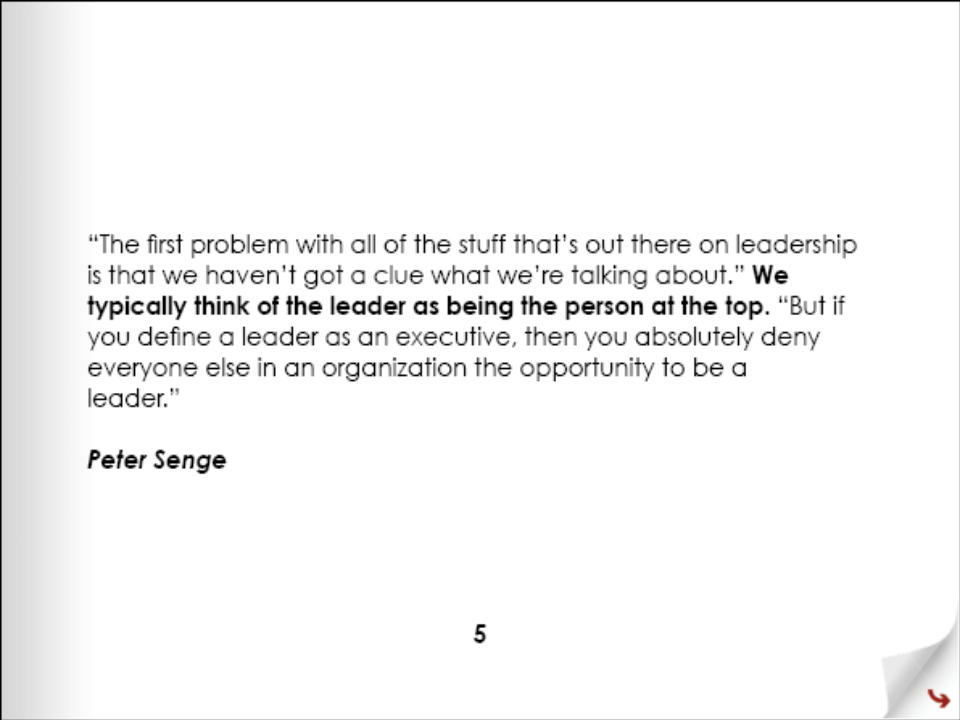 “The first problem with all of the stuff that’s out there on leadership
is that we haven’t got a clue what we’re talking about.” We
typically think of the leader as being the person at the top. “But if
you define a leader as an executive, then you absolutely deny
everyone else in an organization the opportunity to be a
leader.”
Peter Senge
5